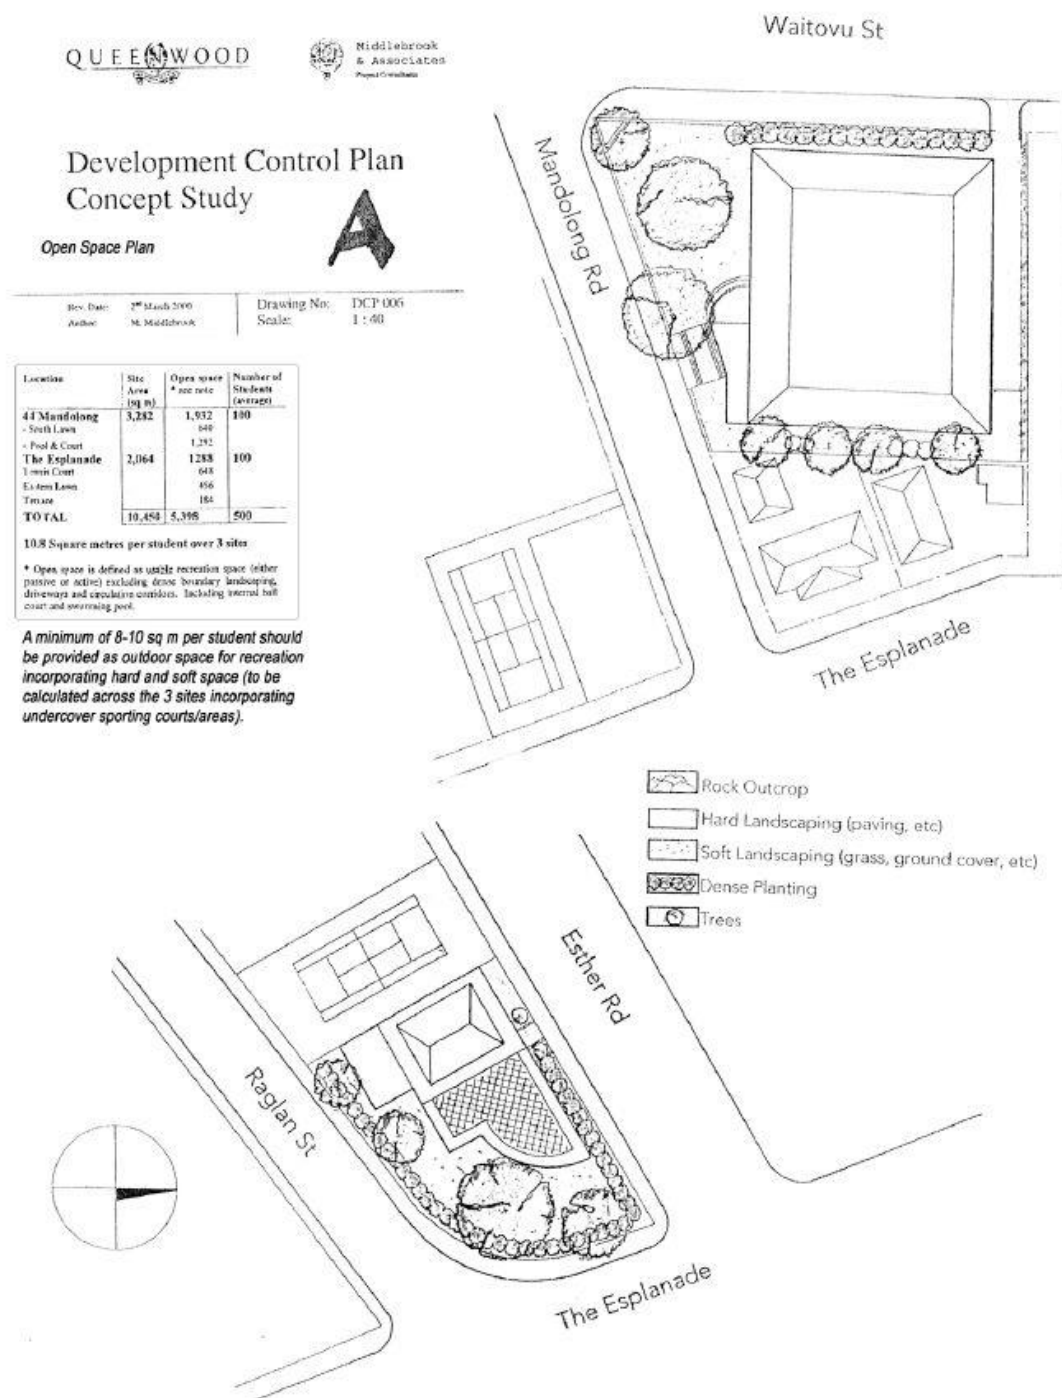 QUEENWOOD
Middlebrook
& Associates
Project Consultants
Development Control Plan
Concept Study
A
Open Space Plan
Rev. Date: 2nd March 2000
Author: M. Middlebrook
Drawing No: DCP 006
Scale: 1 : 40
Location Site Area (sq m) Open space * see note Number of Students (average)
44 Mandolong 3,282 1,932 100
- South Lawn 640
- Pool & Court 1,292
The Esplanade 2,064 1288 100
Tennis Court 648
Eastern Lawn 456
Terrace 184
TOTAL 10,450 5,398 500
10.8 Square metres per student over 3 sites
* Open space is defined as usable recreation space (either
passive or active) excluding dense boundary landscaping,
driveways and circulation corridors. Including internal ball
court and swimming pool.
A minimum of 8-10 sq m per student should
be provided as outdoor space for recreation
incorporating hard and soft space (to be
calculated across the 3 sites incorporating
undercover sporting courts/areas).
Waitovu St
Mandolong Rd
The Esplanade
Rock Outcrop
Hard Landscaping (paving, etc)
Soft Landscaping (grass, ground cover, etc)
Dense Planting
Trees
Esther Rd
Raglan St
The Esplanade